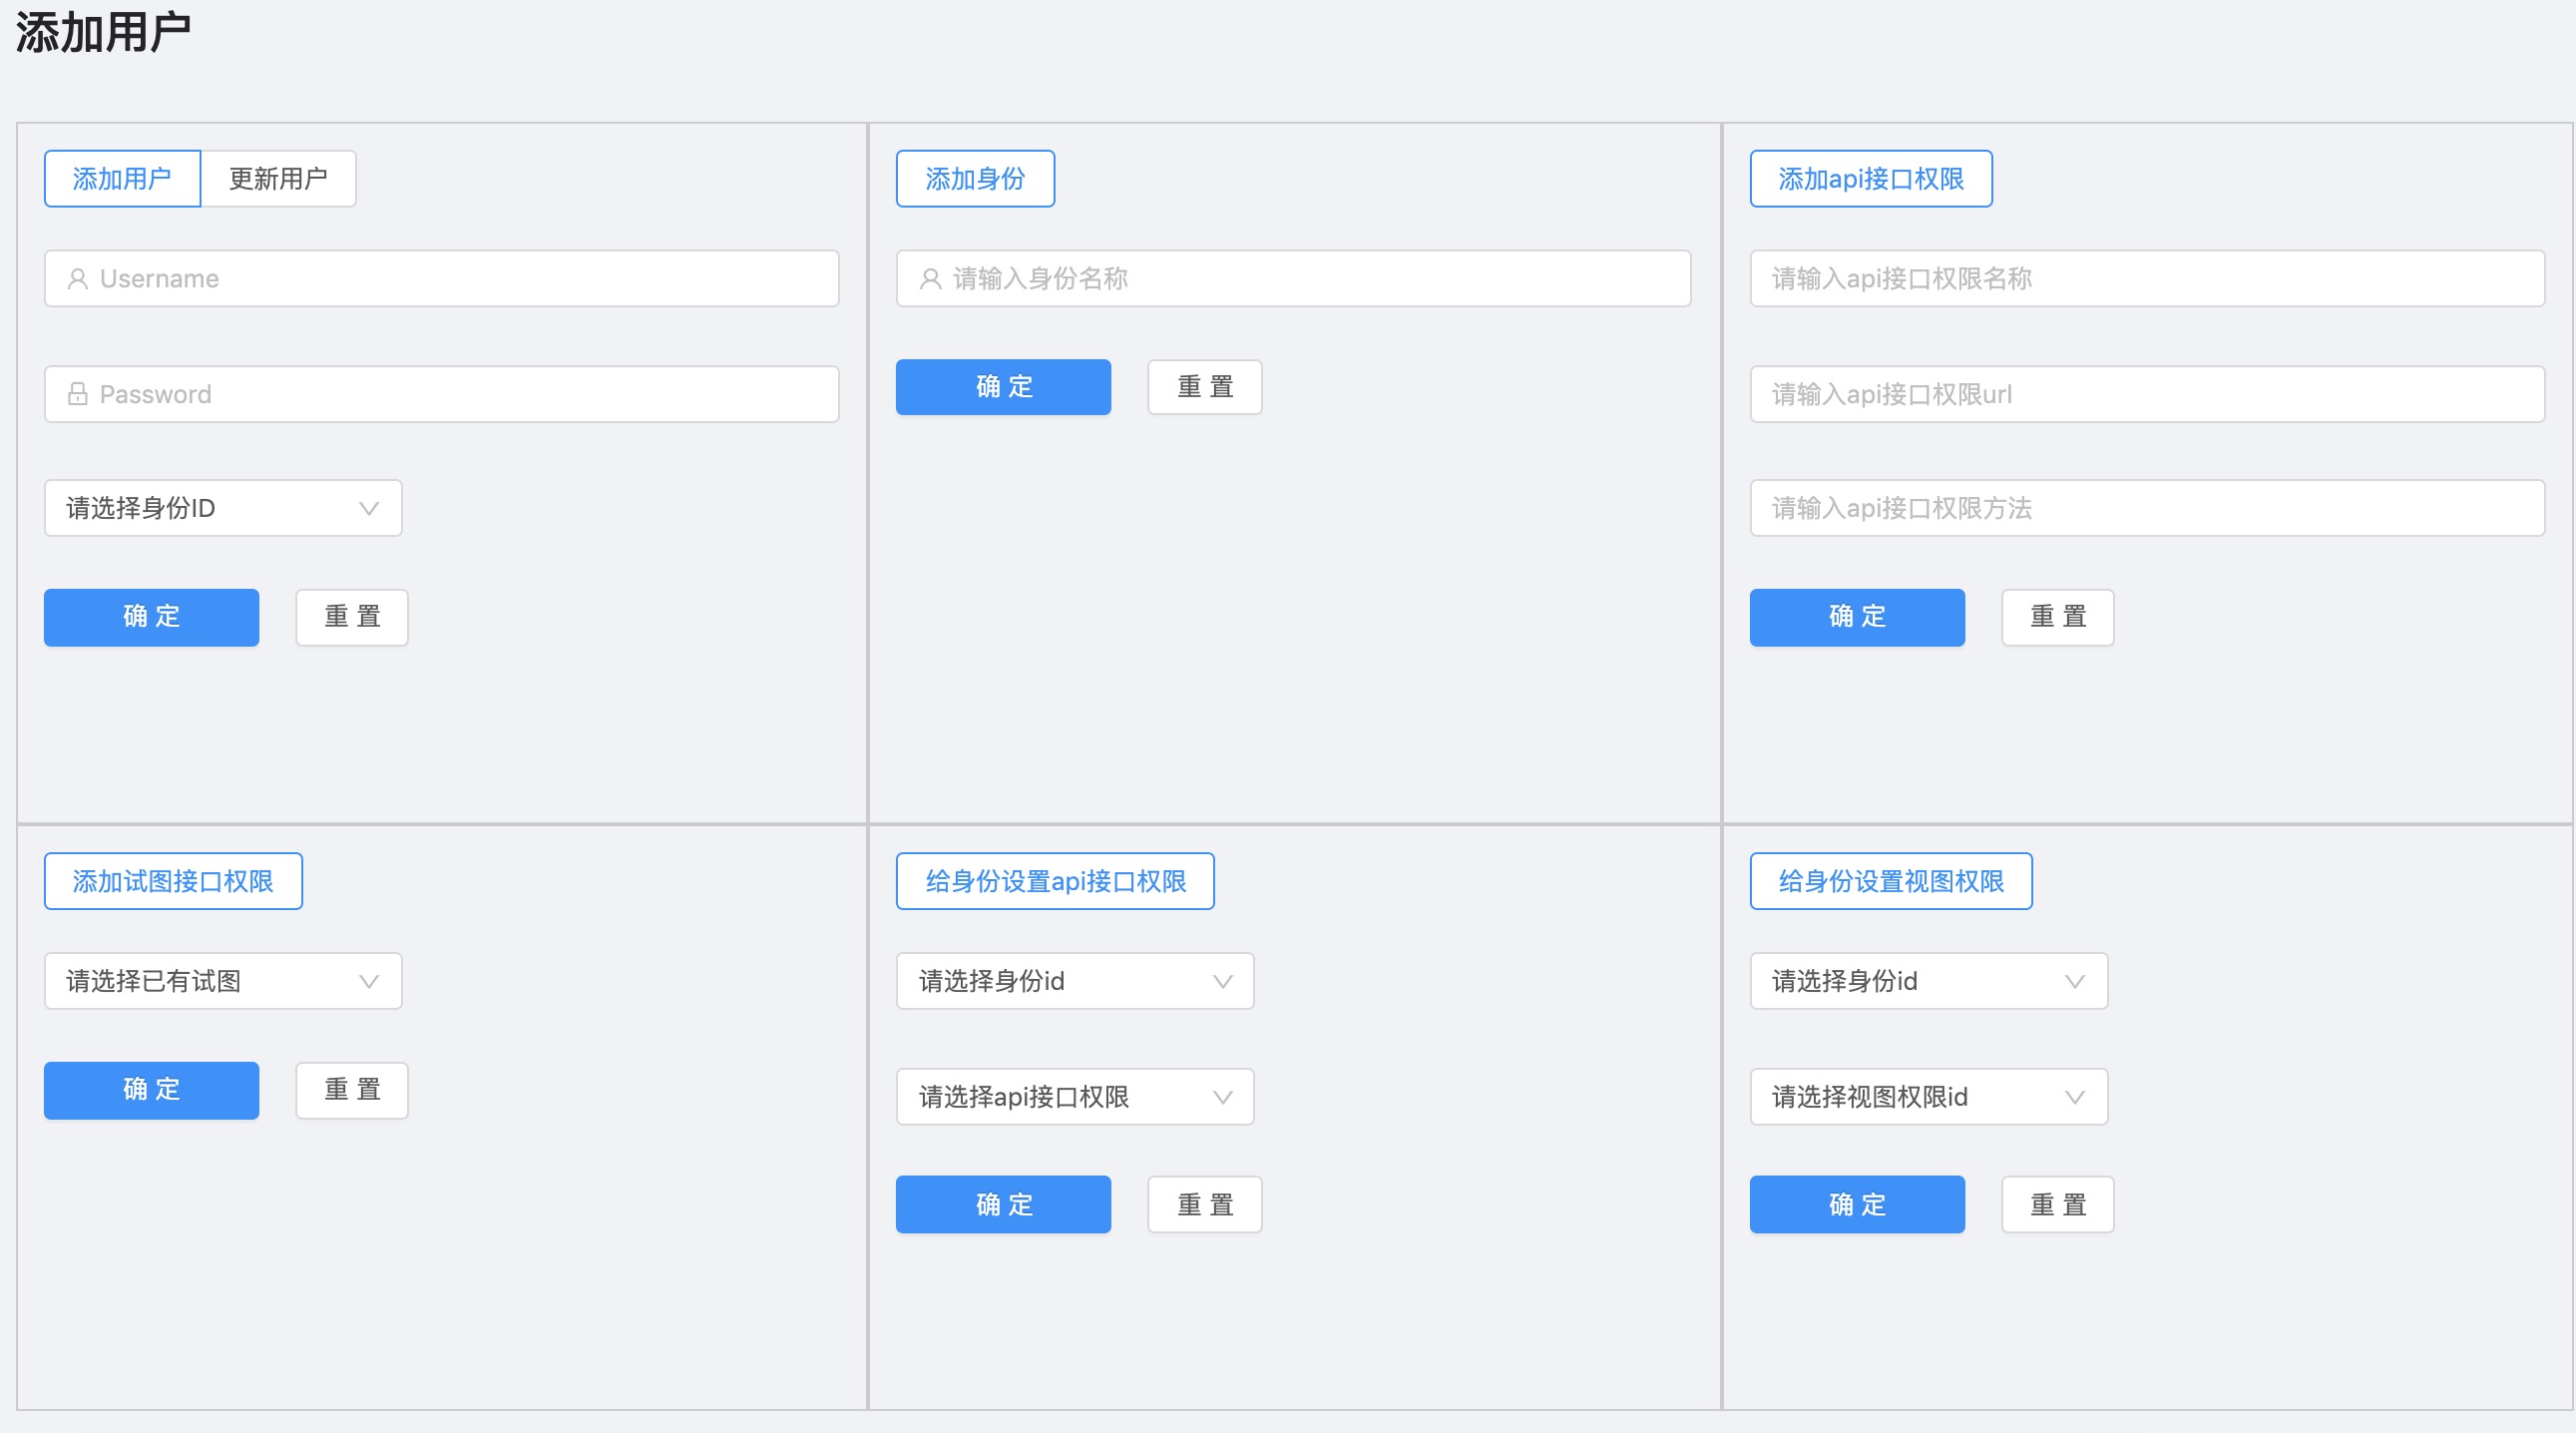 添加用户
添加用户 更新用户
Username
Password
请选择身份ID
确 定 重 置
添加身份
请输入身份名称
确 定 重 置
添加api接口权限
请输入api接口权限名称
请输入api接口权限url
请输入api接口权限方法
确 定 重 置
添加试图接口权限
请选择已有试图
确 定 重 置
给身份设置api接口权限
请选择身份id
请选择api接口权限
确 定 重 置
给身份设置视图权限
请选择身份id
请选择视图权限id
确 定 重 置